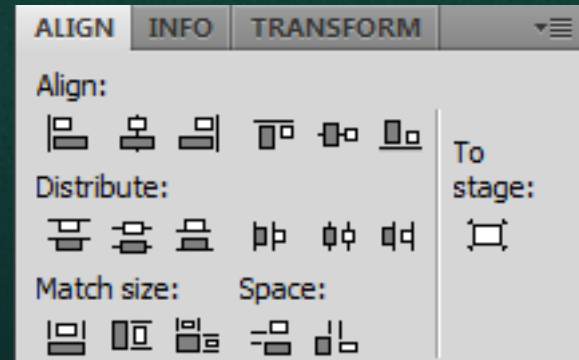 ALIGN INFO TRANSFORM
Align:
To
stage:
Distribute:
Match size: Space: